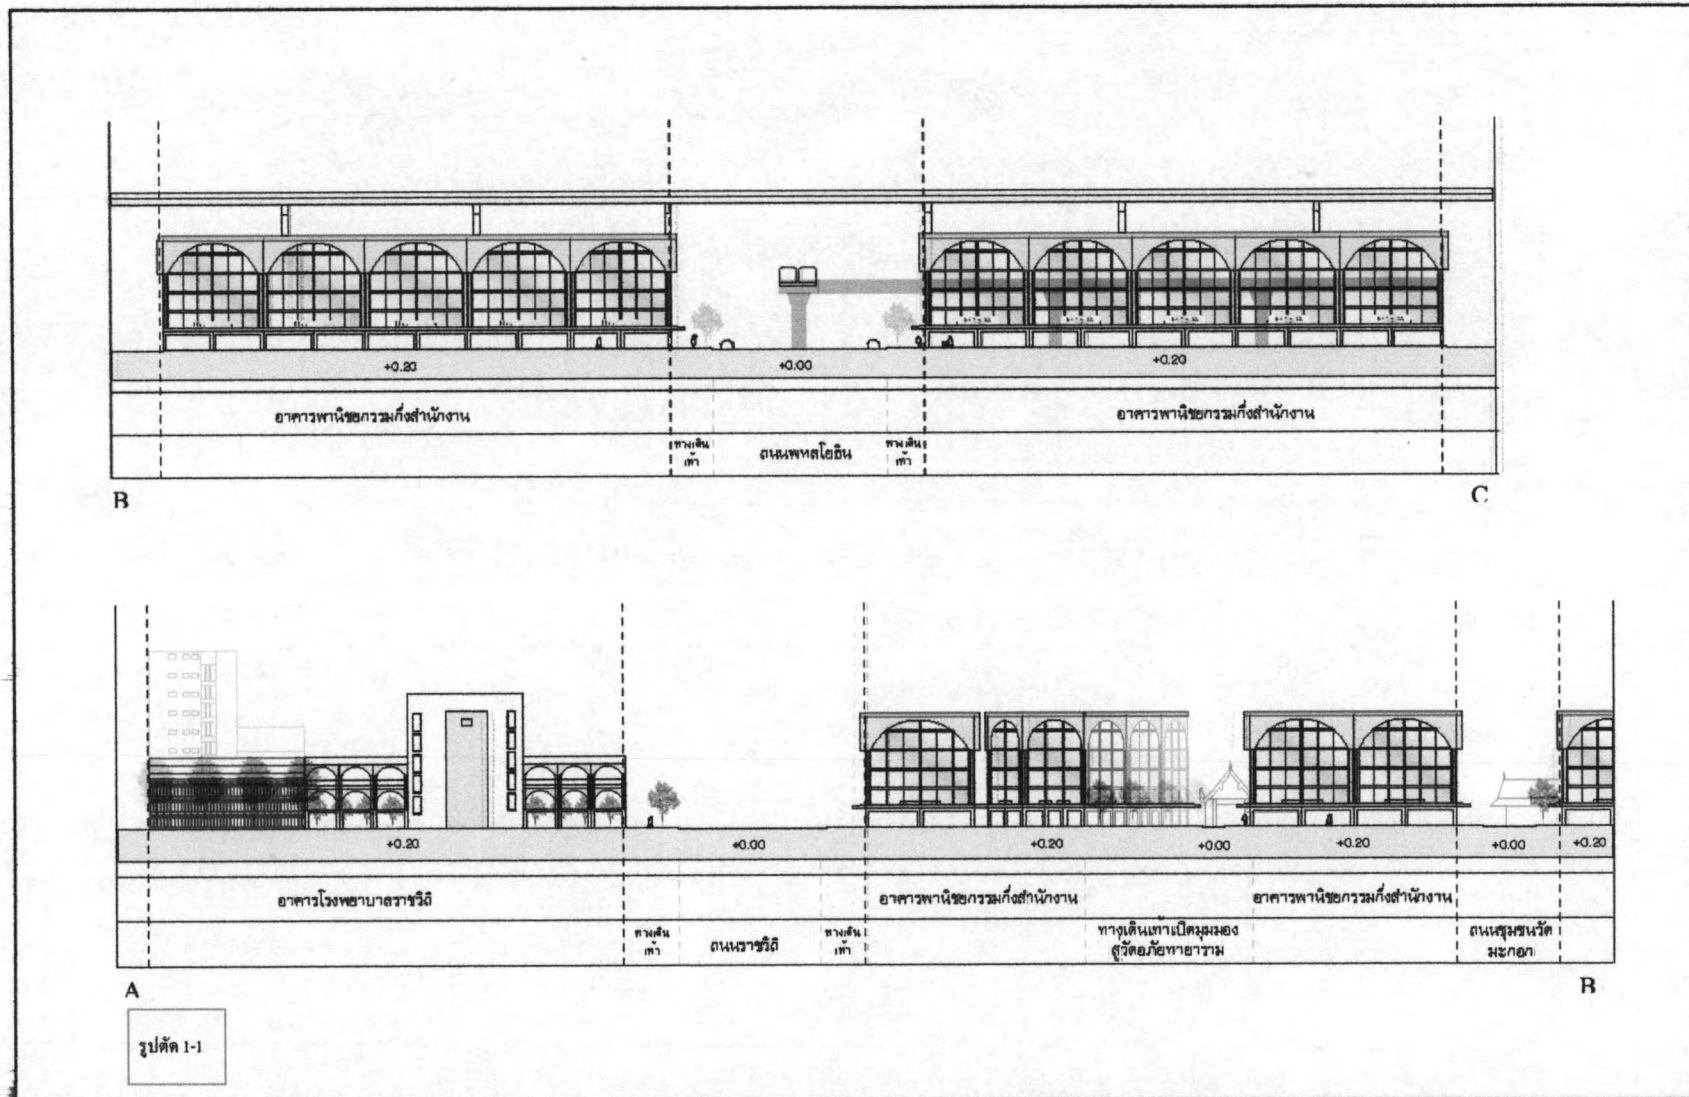 +0.20
+0.00
+0.20
อาคารพานิชยกรรมกึ่งสำนักงาน
อาคารพานิชยกรรมกึ่งสำนักงาน
ทางเดิน
เท้า
ถนนพหลโยธิน
ทางเดิน
เท้า
B
C
+0.20
+0.00
+0.20
+0.00
+0.20
+0.00
+0.20
อาคารโรงพยาบาลราชวิถี
อาคารพานิชยกรรมกึ่งสำนักงาน
อาคารพานิชยกรรมกึ่งสำนักงาน
ทางเดิน
เท้า
ถนนราชวิถี
ทางเดิน
เท้า
ทางเดินเท้าเปิดมุมมอง
สู่วัดอภัยทายาราม
ถนนชุมชนวัด
มะกอก
A
B
รูปตัด 1-1